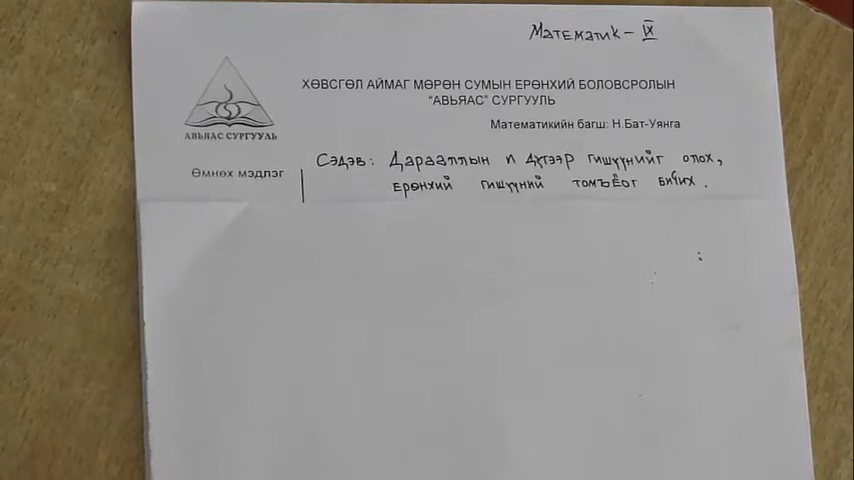 Математик - IX
ХӨВСГӨЛ АЙМАГ МӨРӨН СУМЫН ЕРӨНХИЙ БОЛОВСРОЛЫН
"АВЬЯАС" СУРГУУЛЬ
АВЬЯАС СУРГУУЛЬ
Математикийн багш: Н.Бат-Уянга
Өмнөх мэдлэг
Сэдэв: Дарааллын n дүгээр гишүүнийг олох,
ерөнхий гишүүний томъёог бичих.